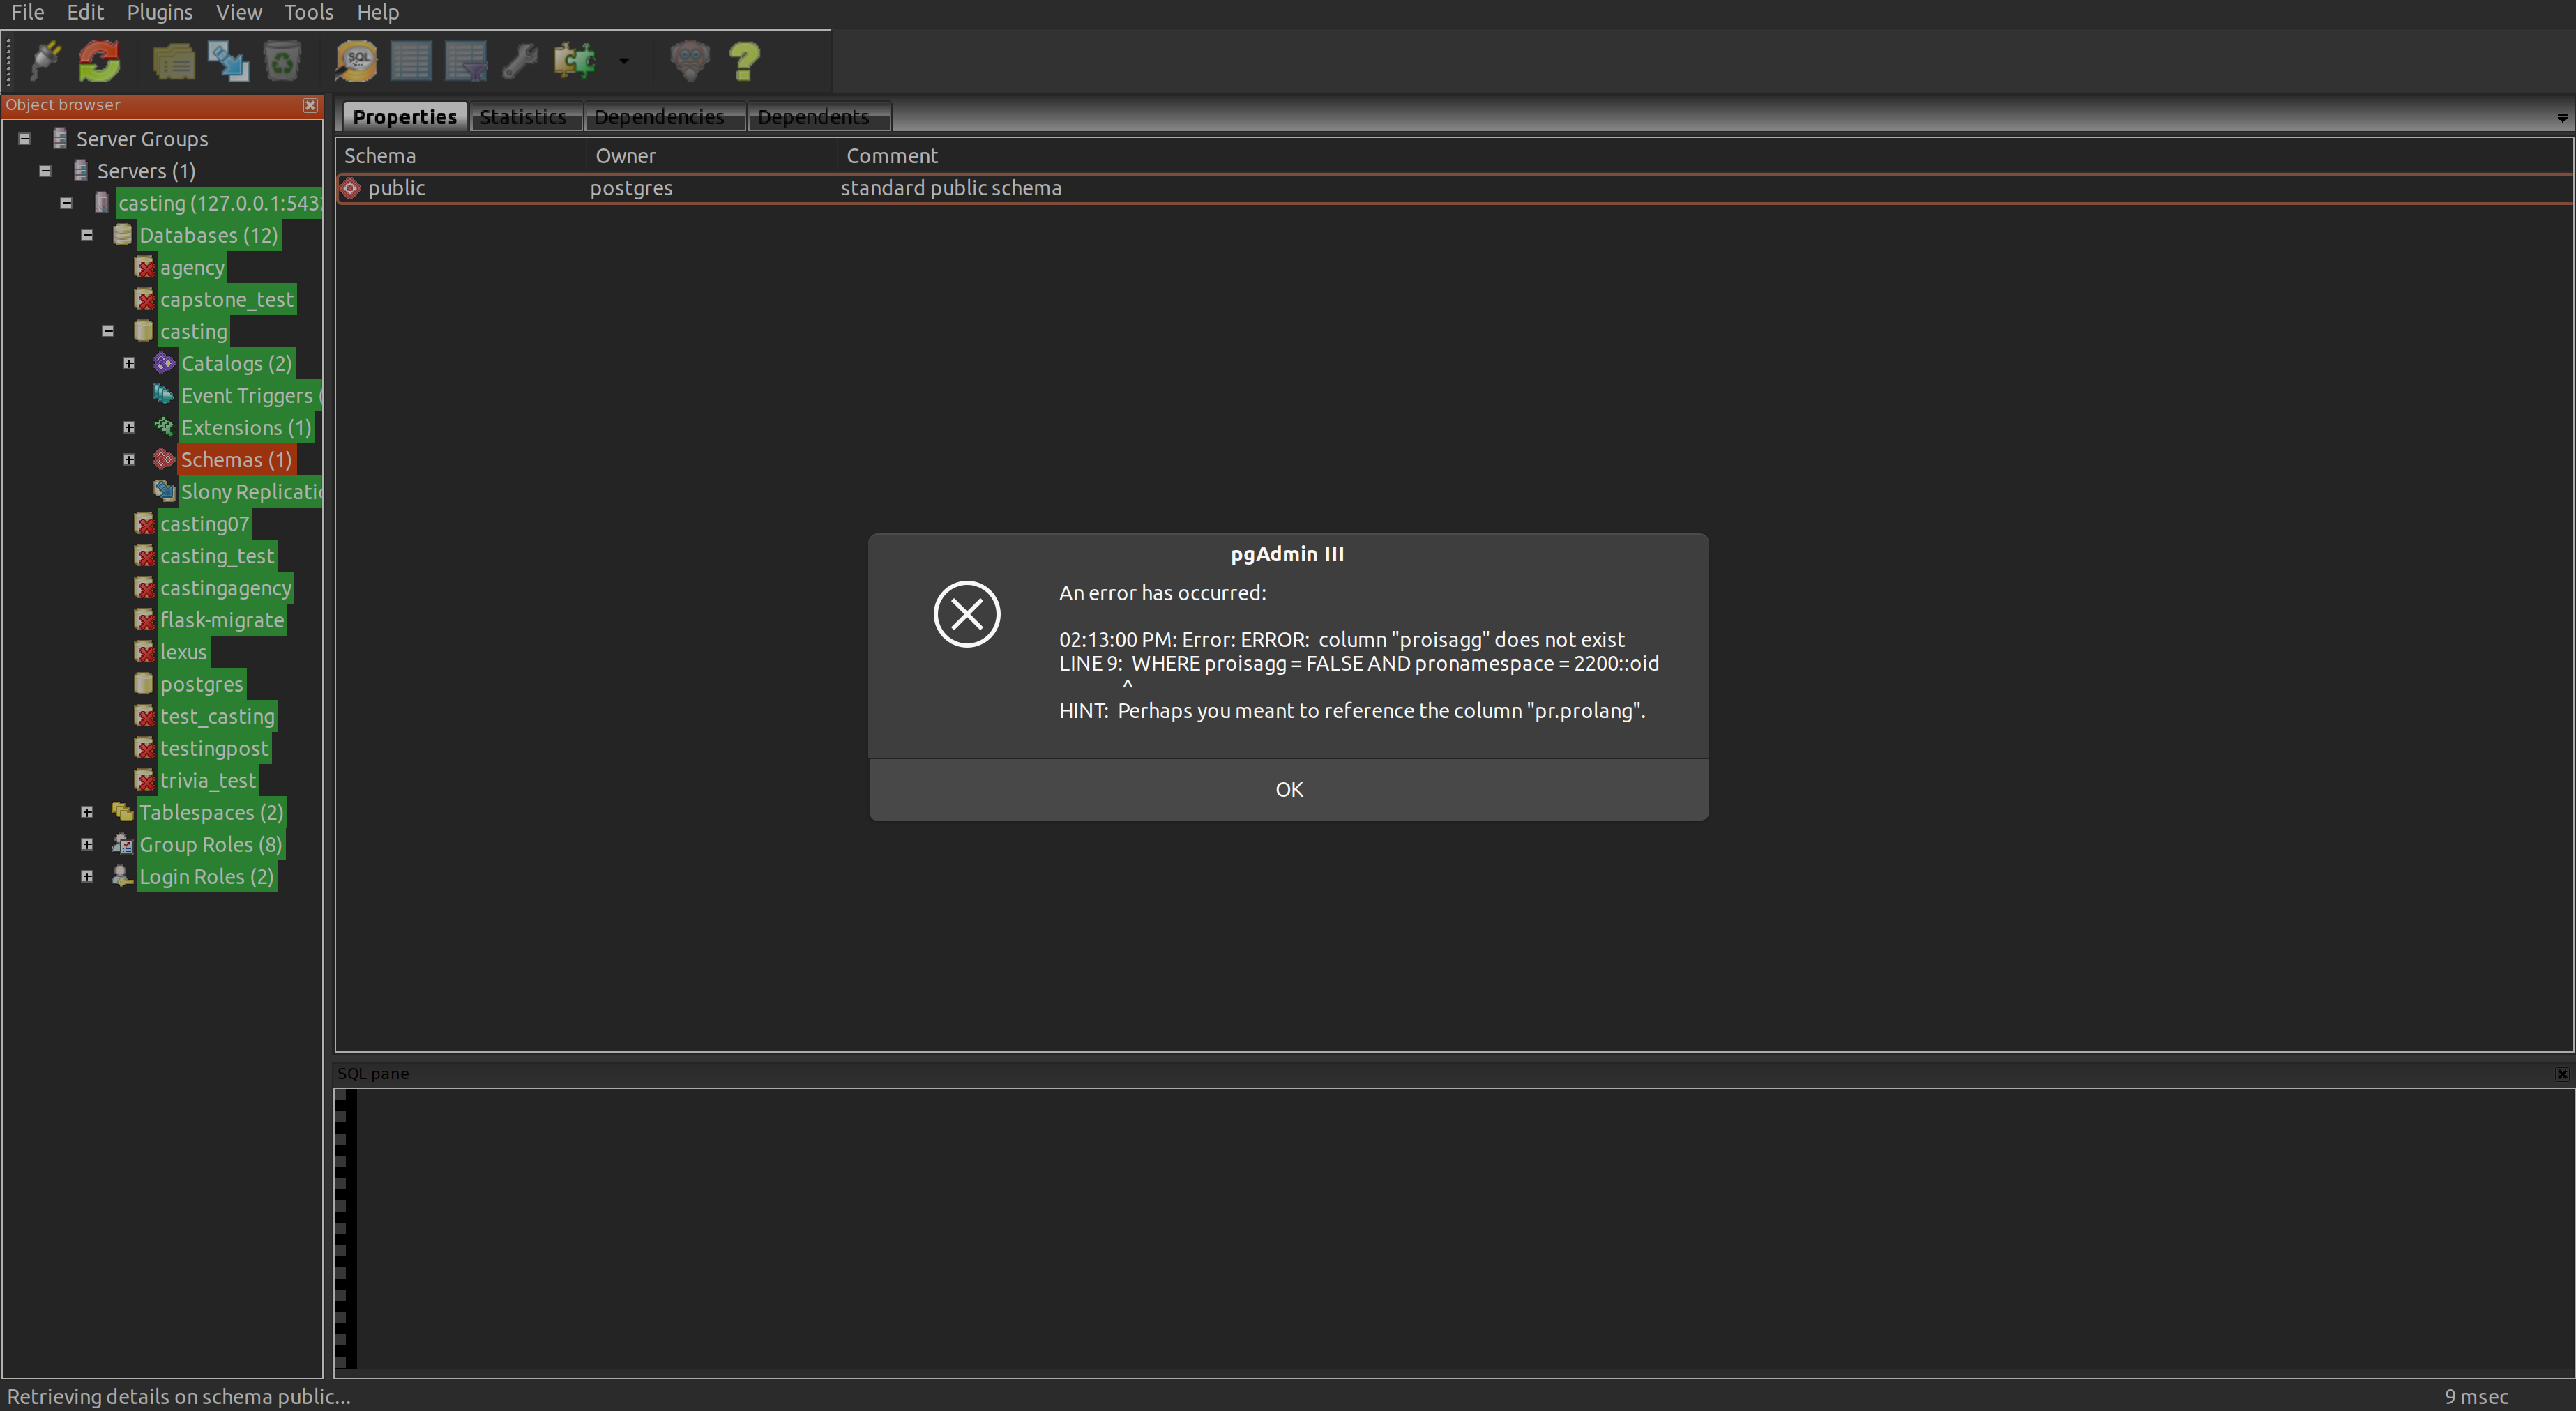 File Edit Plugins View Tools Help
SQL
Object browser
Server Groups
Servers (1)
casting (127.0.0.1:543
Databases (12)
agency
capstone_test
casting
Catalogs (2)
Event Triggers (
Extensions (1)
Schemas (1)
Slony Replicatio
casting07
casting_test
castingagency
flask-migrate
lexus
postgres
test_casting
testingpost
trivia_test
Tablespaces (2)
Group Roles (8)
Login Roles (2)
Properties Statistics Dependencies Dependents
Schema Owner Comment
public postgres standard public schema
pgAdmin III
An error has occurred:
02:13:00 PM: Error: ERROR:  column "proisagg" does not exist
LINE 9:  WHERE proisagg = FALSE AND pronamespace = 2200::oid
^
HINT:  Perhaps you meant to reference the column "pr.prolang".
OK
SQL pane
Retrieving details on schema public...
9 msec